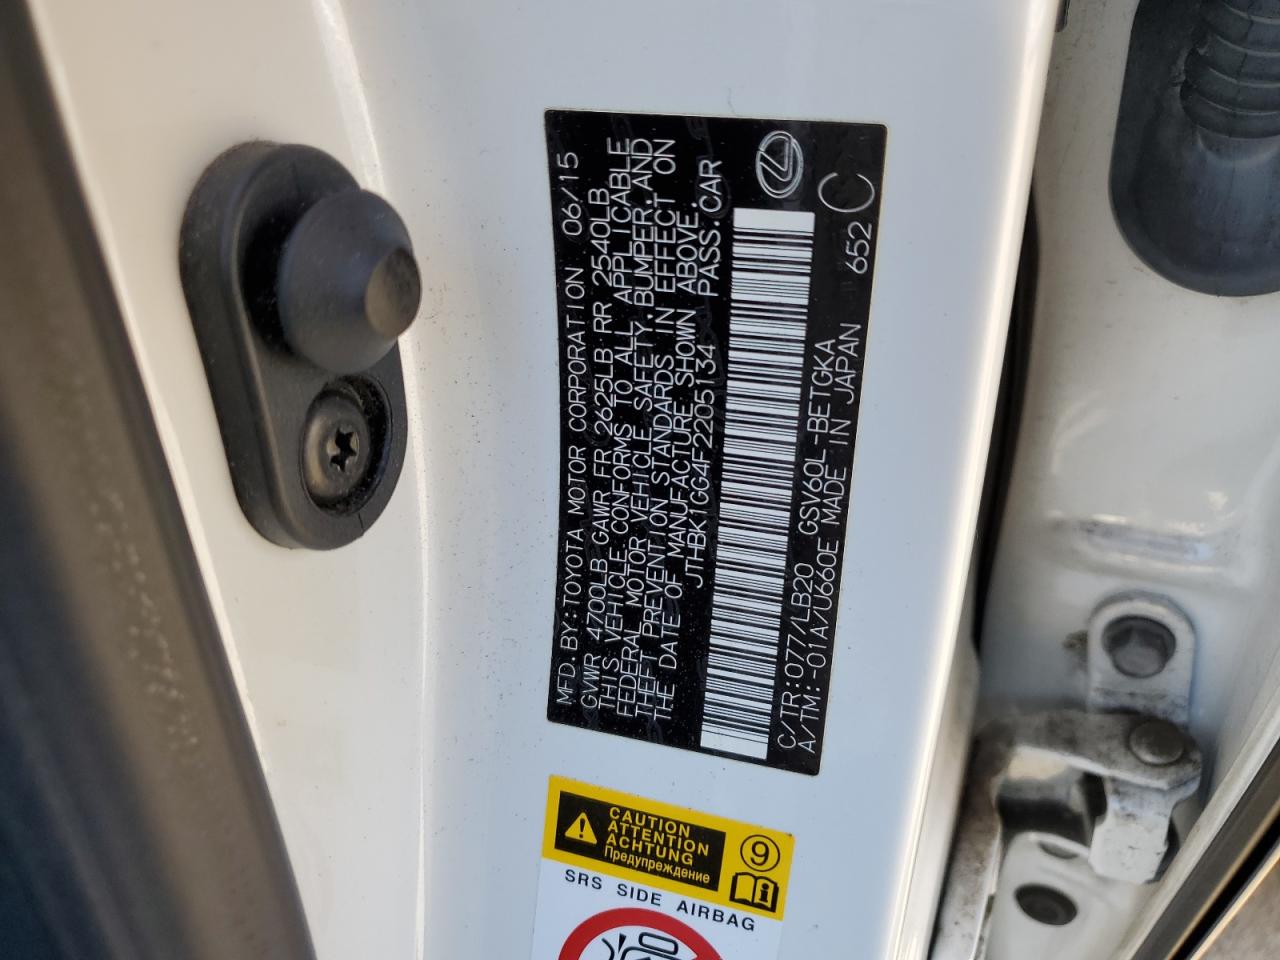 MFD. BY: TOYOTA MOTOR CORPORATION 06/15
GVWR 4700LB GAWR FR 2625LB RR 2540LB
THIS VEHICLE CONFORMS TO ALL APPLICABLE
FEDERAL MOTOR VEHICLE SAFETY, BUMPER, AND
THEFT PREVENTION STANDARDS IN EFFECT ON
THE DATE OF MANUFACTURE SHOWN ABOVE.
JTHBK1GG4F2205134 PASS.CAR
C/TR:077/LB20 GSV60L-BETGKA 652 C
A/TM:-01A/U660E MADE IN JAPAN
CAUTION
ATTENTION
ACHTUNG
Предупреждение
9
SRS SIDE AIRBAG